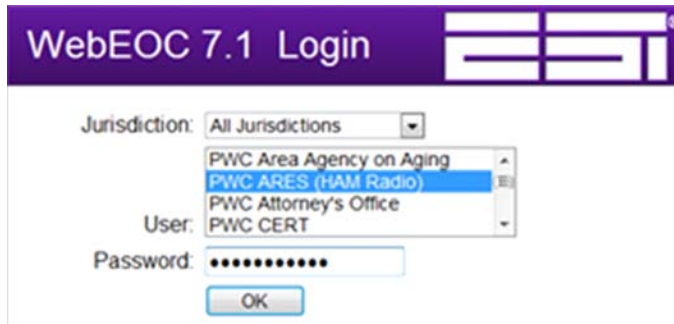 WebEOC 7.1 Login
Jurisdiction: All Jurisdictions
PWC Area Agency on Aging
PWC ARES (HAM Radio)
PWC Attorney's Office
User: PWC CERT
Password: •••••••••••
OK